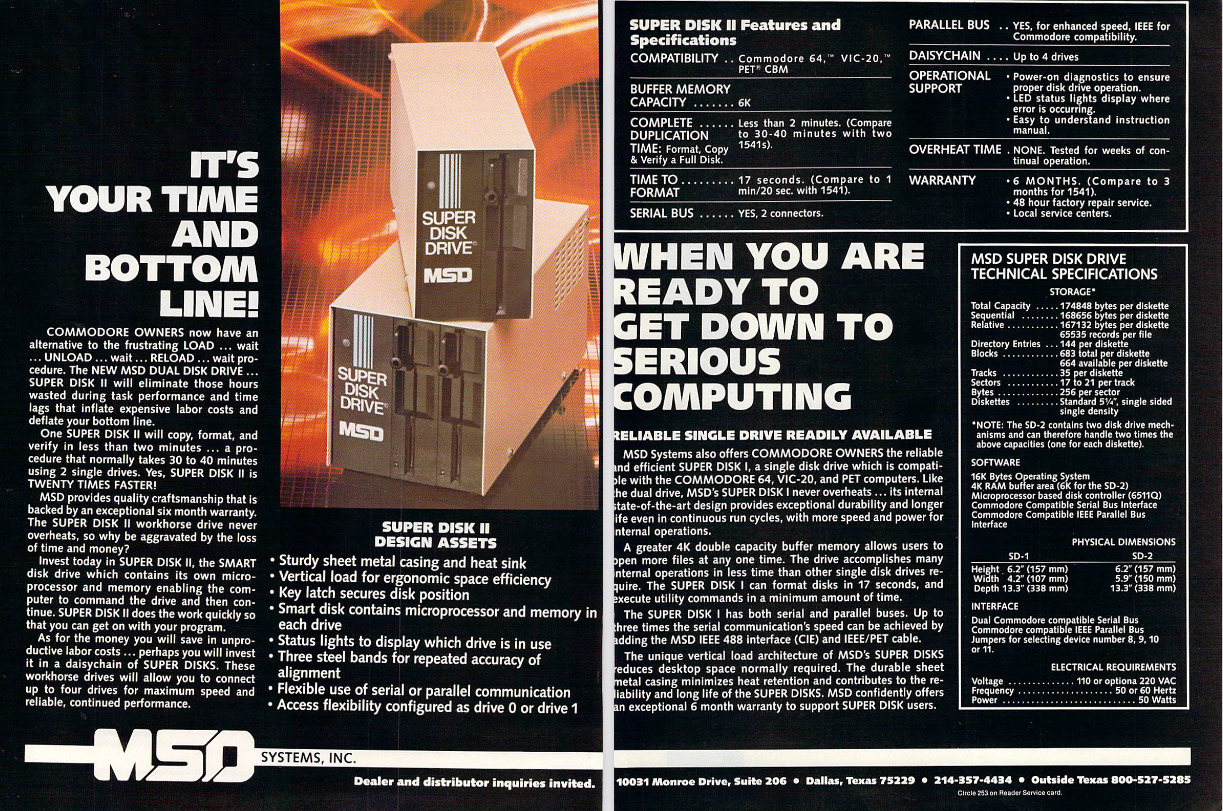 IT'S
YOUR TIME
AND
BOTTOM
LINE!
COMMODORE OWNERS now have an
alternative to the frustrating LOAD ... wait
... UNLOAD ... wait ... RELOAD ... wait pro-
cedure. The NEW MSD DUAL DISK DRIVE ...
SUPER DISK II will eliminate those hours
wasted during task performance and time
lags that inflate expensive labor costs and
deflate your bottom line.
One SUPER DISK II will copy, format, and
verify in less than two minutes ... a pro-
cedure that normally takes 30 to 40 minutes
using 2 single drives. Yes, SUPER DISK II is
TWENTY TIMES FASTER!
MSD provides quality craftsmanship that is
backed by an exceptional six month warranty.
The SUPER DISK II workhorse drive never
overheats, so why be aggravated by the loss
of time and money?
Invest today in SUPER DISK II, the SMART
disk drive which contains its own micro-
processor and memory enabling the com-
puter to command the drive and then con-
tinue. SUPER DISK II does the work quickly so
that you can get on with your program.
As for the money you will save in unpro-
ductive labor costs ... perhaps you will invest
it in a daisychain of SUPER DISKS. These
workhorse drives will allow you to connect
up to four drives for maximum speed and
reliable, continued performance.
SUPER
DISK
DRIVE®
MSD
SUPER
DISK
DRIVE®
MSD
SUPER DISK II
DESIGN ASSETS
• Sturdy sheet metal casing and heat sink
• Vertical load for ergonomic space efficiency
• Key latch secures disk position
• Smart disk contains microprocessor and memory in
each drive
• Status lights to display which drive is in use
• Three steel bands for repeated accuracy of
alignment
• Flexible use of serial or parallel communication
• Access flexibility configured as drive 0 or drive 1
MSD SYSTEMS, INC.
Dealer and distributor inquiries invited.
SUPER DISK II Features and
Specifications
COMPATIBILITY .. Commodore 64,™ VIC-20,™
PET® CBM
BUFFER MEMORY
CAPACITY ....... 6K
COMPLETE ...... Less than 2 minutes. (Compare
DUPLICATION to 30-40 minutes with two
TIME: Format, Copy 1541s).
& Verify a Full Disk.
TIME TO ......... 17 seconds. (Compare to 1
FORMAT min/20 sec. with 1541).
SERIAL BUS ...... YES, 2 connectors.
PARALLEL BUS .. YES, for enhanced speed, IEEE for
Commodore compatibility.
DAISYCHAIN .... Up to 4 drives
OPERATIONAL • Power-on diagnostics to ensure
SUPPORT proper disk drive operation.
• LED status lights display where
error is occurring.
• Easy to understand instruction
manual.
OVERHEAT TIME . NONE. Tested for weeks of con-
tinual operation.
WARRANTY • 6 MONTHS. (Compare to 3
months for 1541).
• 48 hour factory repair service.
• Local service centers.
WHEN YOU ARE
READY TO
GET DOWN TO
SERIOUS
COMPUTING
RELIABLE SINGLE DRIVE READILY AVAILABLE
MSD Systems also offers COMMODORE OWNERS the reliable
and efficient SUPER DISK I, a single disk drive which is compati-
ble with the COMMODORE 64, VIC-20, and PET computers. Like
the dual drive, MSD's SUPER DISK I never overheats ... its internal
state-of-the-art design provides exceptional durability and longer
life even in continuous run cycles, with more speed and power for
internal operations.
A greater 4K double capacity buffer memory allows users to
open more files at any one time. The drive accomplishes many
internal operations in less time than other single disk drives re-
quire. The SUPER DISK I can format disks in 17 seconds, and
execute utility commands in a minimum amount of time.
The SUPER DISK I has both serial and parallel buses. Up to
three times the serial communication's speed can be achieved by
adding the MSD IEEE 488 interface (CIE) and IEEE/PET cable.
The unique vertical load architecture of MSD's SUPER DISKS
reduces desktop space normally required. The durable sheet
metal casing minimizes heat retention and contributes to the re-
liability and long life of the SUPER DISKS. MSD confidently offers
an exceptional 6 month warranty to support SUPER DISK users.
MSD SUPER DISK DRIVE
TECHNICAL SPECIFICATIONS
STORAGE*
Total Capacity ..... 174848 bytes per diskette
Sequential ......... 168656 bytes per diskette
Relative .......... 167132 bytes per diskette
65535 records per file
Directory Entries ... 144 per diskette
Blocks ............ 683 total per diskette
664 available per diskette
Tracks ............ 35 per diskette
Sectors ........... 17 to 21 per track
Bytes ............. 256 per sector
Diskettes ........ Standard 5¼", single sided
single density
*NOTE: The SD-2 contains two disk drive mech-
anisms and can therefore handle two times the
above capacities (one for each diskette).
SOFTWARE
16K Bytes Operating System
4K RAM buffer area (6K for the SD-2)
Microprocessor based disk controller (6511Q)
Commodore Compatible Serial Bus Interface
Commodore Compatible IEEE Parallel Bus
Interface
PHYSICAL DIMENSIONS
SD-1 SD-2
Height 6.2" (157 mm) 6.2" (157 mm)
Width 4.2" (107 mm) 5.9" (150 mm)
Depth 13.3" (338 mm) 13.3" (338 mm)
INTERFACE
Dual Commodore compatible Serial Bus
Commodore compatible IEEE Parallel Bus
Jumpers for selecting device number 8, 9, 10
or 11.
ELECTRICAL REQUIREMENTS
Voltage .............. 110 or optiona 220 VAC
Frequency .................... 50 or 60 Hertz
Power ........................... 50 Watts
10031 Monroe Drive, Suite 206 • Dallas, Texas 75229 • 214-357-4434 • Outside Texas 800-527-5285
Circle 253 on Reader Service card.